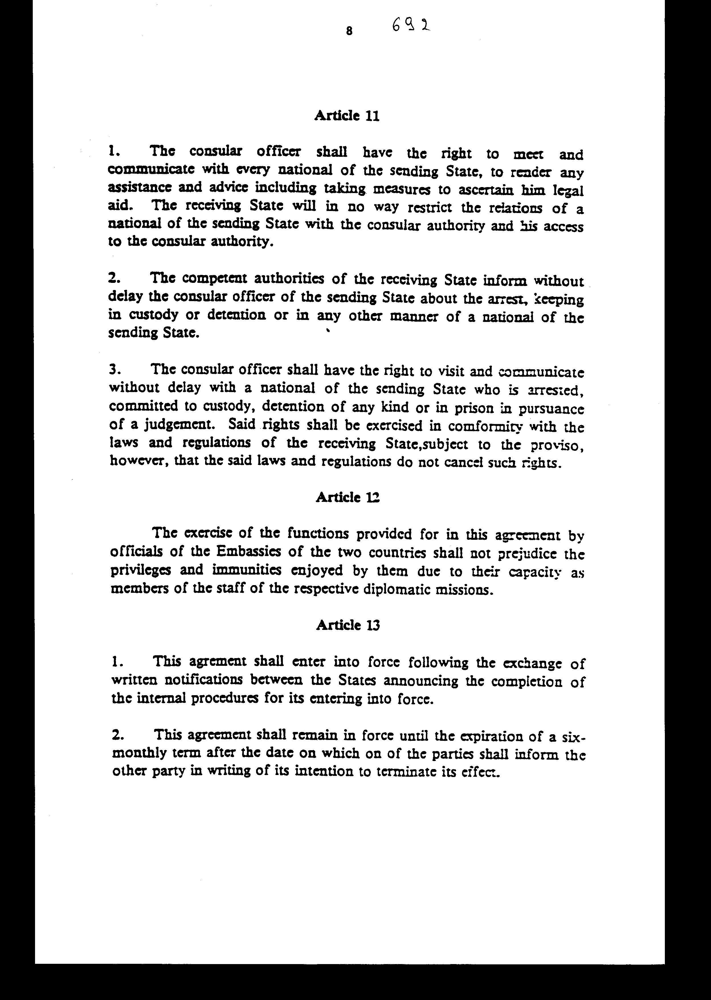 8 692
Article 11
1. The consular officer shall have the right to meet and
communicate with every national of the sending State, to render any
assistance and advice including taking measures to ascertain him legal
aid. The receiving State will in no way restrict the relations of a
national of the sending State with the consular authority and his access
to the consular authority.
2. The competent authorities of the receiving State inform without
delay the consular officer of the sending State about the arrest, keeping
in custody or detention or in any other manner of a national of the
sending State.
3. The consular officer shall have the right to visit and communicate
without delay with a national of the sending State who is arrested,
committed to custody, detention of any kind or in prison in pursuance
of a judgement. Said rights shall be exercised in comformity with the
laws and regulations of the receiving State,subject to the proviso,
however, that the said laws and regulations do not cancel such rights.
Article 12
The exercise of the functions provided for in this agreement by
officials of the Embassies of the two countries shall not prejudice the
privileges and immunities enjoyed by them due to their capacity as
members of the staff of the respective diplomatic missions.
Article 13
1. This agrement shall enter into force following the exchange of
written notifications between the States announcing the completion of
the internal procedures for its entering into force.
2. This agreement shall remain in force until the expiration of a six-
monthly term after the date on which on of the parties shall inform the
other party in writing of its intention to terminate its effect.